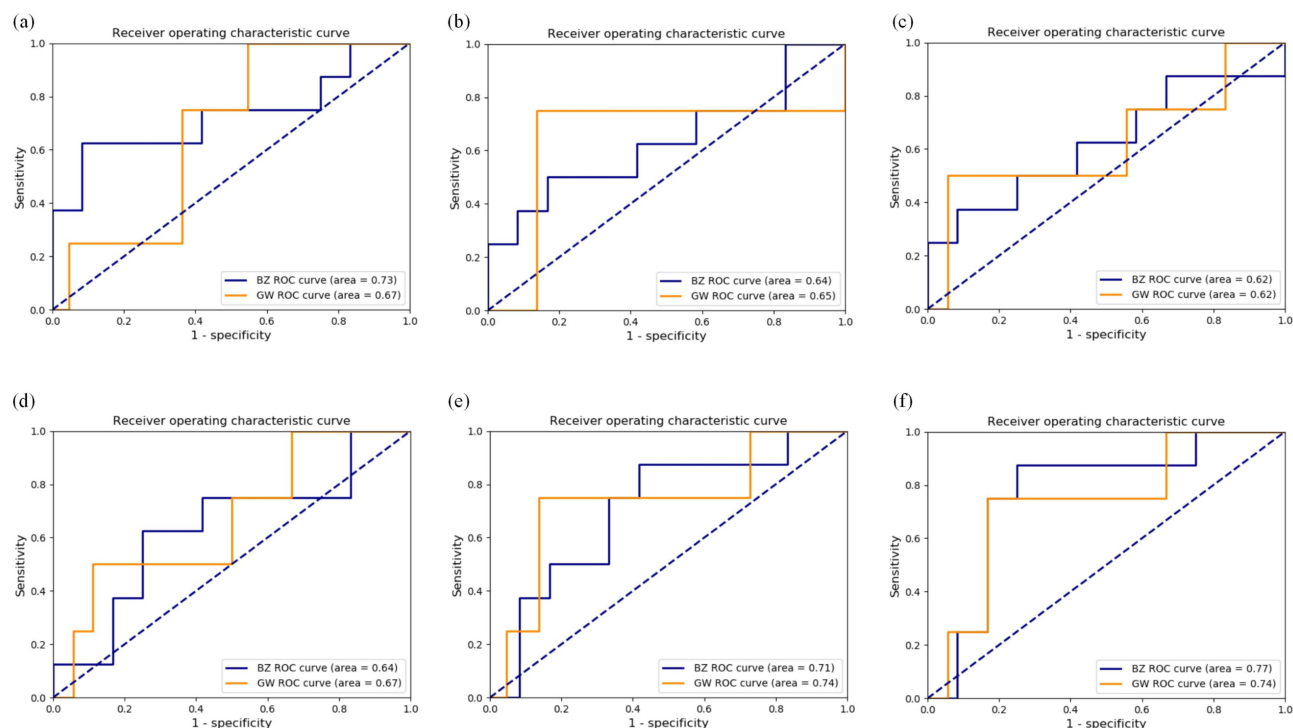 (a)
Receiver operating characteristic curve
1.0
0.8
0.6
0.4
0.2
0.0
Sensitivity
BZ ROC curve (area = 0.73)
GW ROC curve (area = 0.67)
0.0 0.2 0.4 0.6 0.8 1.0
1 - specificity
(b)
Receiver operating characteristic curve
1.0
0.8
0.6
0.4
0.2
0.0
Sensitivity
BZ ROC curve (area = 0.64)
GW ROC curve (area = 0.65)
0.0 0.2 0.4 0.6 0.8 1.0
1 - specificity
(c)
Receiver operating characteristic curve
1.0
0.8
0.6
0.4
0.2
0.0
Sensitivity
BZ ROC curve (area = 0.62)
GW ROC curve (area = 0.62)
0.0 0.2 0.4 0.6 0.8 1.0
1 - specificity
(d)
Receiver operating characteristic curve
1.0
0.8
0.6
0.4
0.2
0.0
Sensitivity
BZ ROC curve (area = 0.64)
GW ROC curve (area = 0.67)
0.0 0.2 0.4 0.6 0.8 1.0
1 - specificity
(e)
Receiver operating characteristic curve
1.0
0.8
0.6
0.4
0.2
0.0
Sensitivity
BZ ROC curve (area = 0.71)
GW ROC curve (area = 0.74)
0.0 0.2 0.4 0.6 0.8 1.0
1 - specificity
(f)
Receiver operating characteristic curve
1.0
0.8
0.6
0.4
0.2
0.0
Sensitivity
BZ ROC curve (area = 0.77)
GW ROC curve (area = 0.74)
0.0 0.2 0.4 0.6 0.8 1.0
1 - specificity